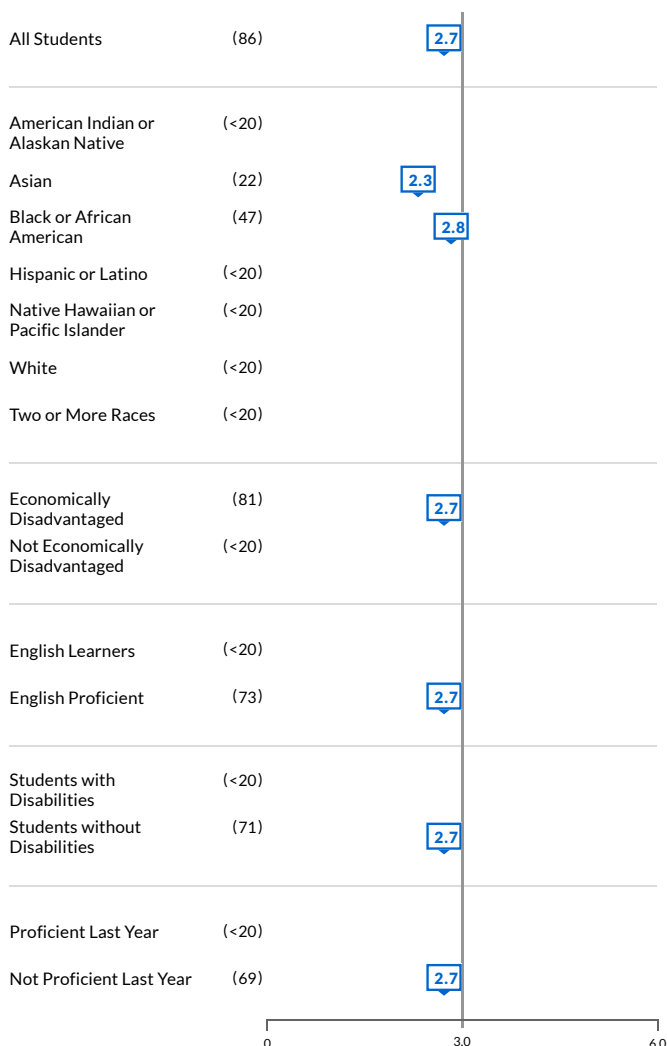 All Students (86) 2.7
American Indian or (<20)
Alaskan Native
Asian (22) 2.3
Black or African (47) 2.8
American
Hispanic or Latino (<20)
Native Hawaiian or (<20)
Pacific Islander
White (<20)
Two or More Races (<20)
Economically (81) 2.7
Disadvantaged
Not Economically (<20)
Disadvantaged
English Learners (<20)
English Proficient (73) 2.7
Students with (<20)
Disabilities
Students without (71) 2.7
Disabilities
Proficient Last Year (<20)
Not Proficient Last Year (69) 2.7
0 3.0 6.0